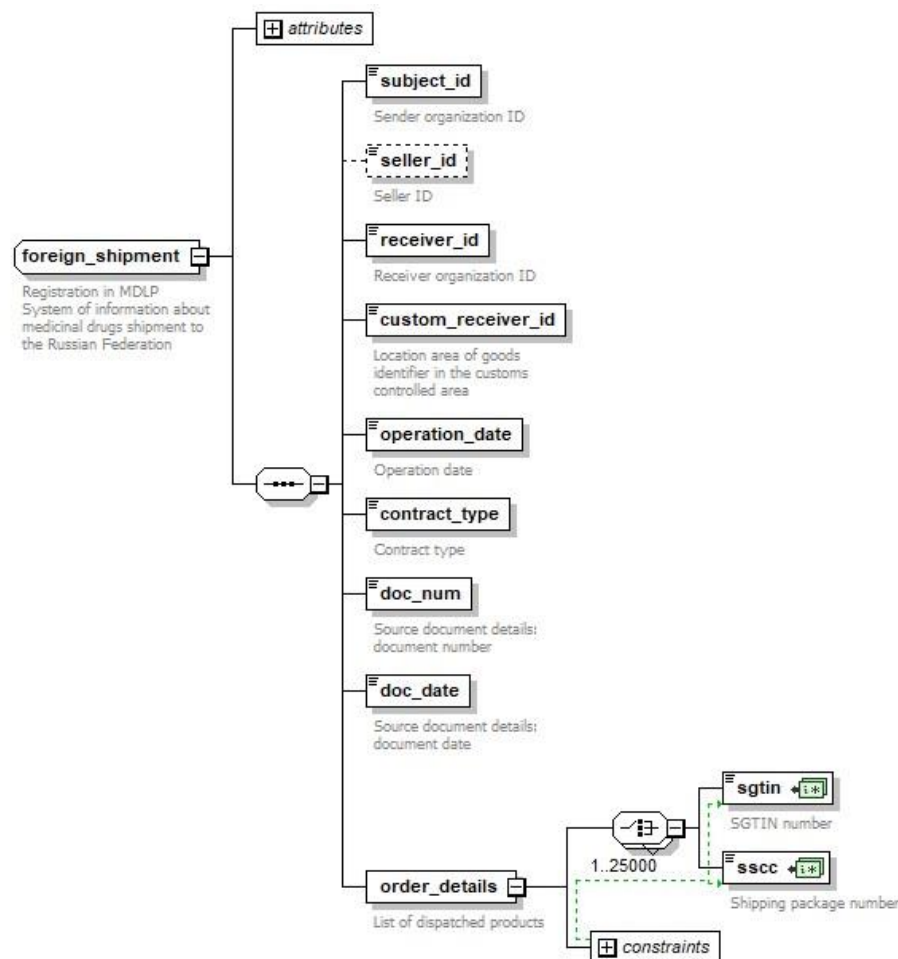 attributes
subject_id
Sender organization ID
seller_id
Seller ID
receiver_id
Receiver organization ID
foreign_shipment
Registration in MDLP
System of information about
medicinal drugs shipment to
the Russian Federation
custom_receiver_id
Location area of goods
identifier in the customs
controlled area
operation_date
Operation date
contract_type
Contract type
doc_num
Source document details:
document number
doc_date
Source document details:
document date
order_details
List of dispatched products
1..25000
sgtin
i*
SGTIN number
sscc
i*
Shipping package number
constraints